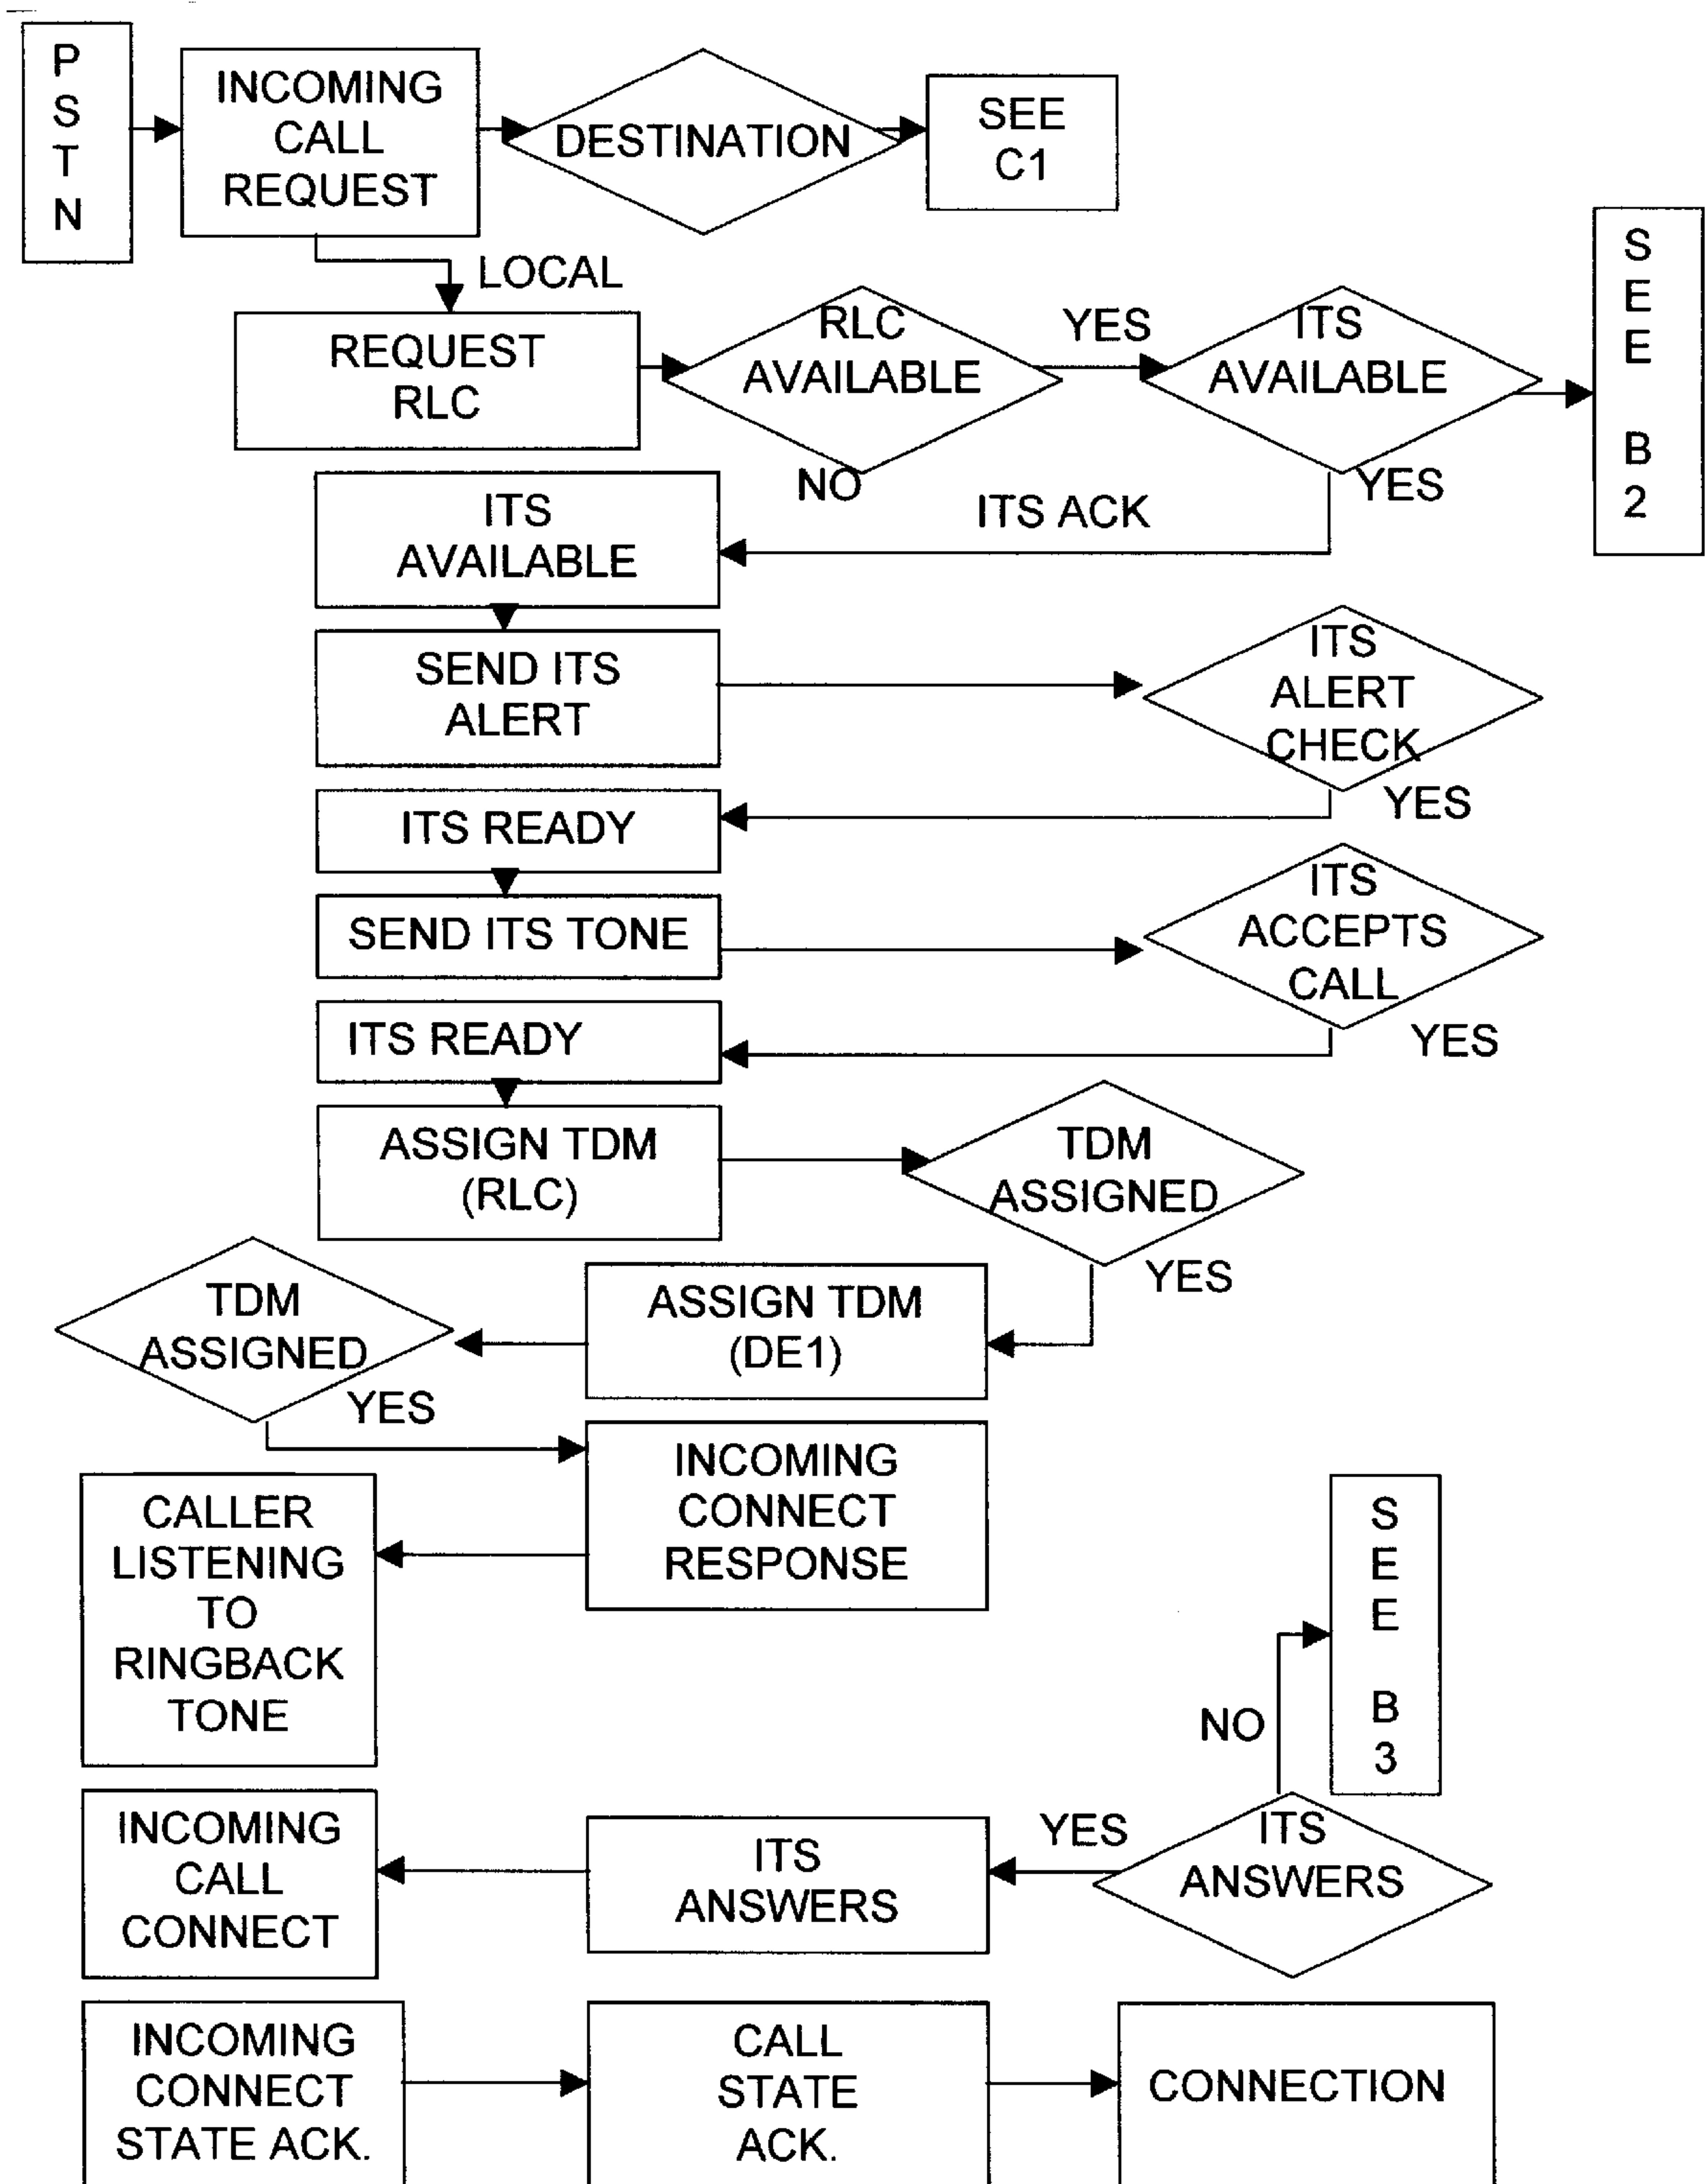 P
S
T
N
INCOMING
CALL
REQUEST
DESTINATION
SEE
C1
LOCAL
REQUEST
RLC
RLC
AVAILABLE
YES
ITS
AVAILABLE
S
E
E
B
2
NO
YES
ITS ACK
ITS
AVAILABLE
SEND ITS
ALERT
ITS
ALERT
CHECK
YES
ITS READY
SEND ITS TONE
ITS
ACCEPTS
CALL
YES
ITS READY
ASSIGN TDM
(RLC)
TDM
ASSIGNED
YES
ASSIGN TDM
(DE1)
TDM
ASSIGNED
YES
INCOMING
CONNECT
RESPONSE
CALLER
LISTENING
TO
RINGBACK
TONE
S
E
E
B
3
NO
ITS
ANSWERS
YES
ITS
ANSWERS
INCOMING
CALL
CONNECT
INCOMING
CONNECT
STATE ACK.
CALL
STATE
ACK.
CONNECTION